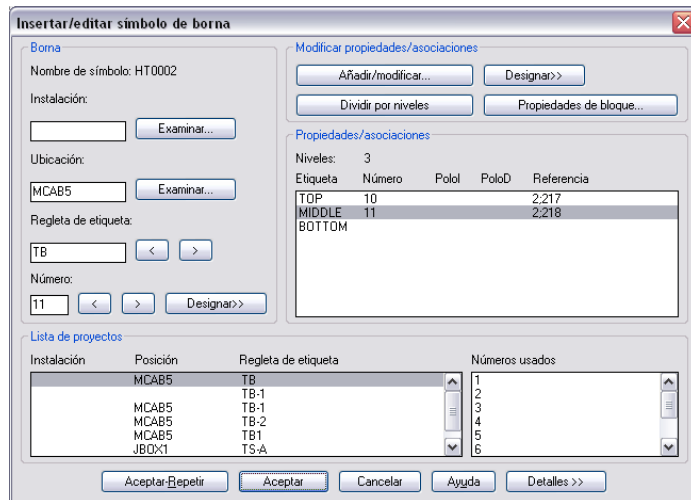 Insertar/editar símbolo de borna
Borna
Nombre de símbolo: HT0002
Instalación:
Examinar...
Ubicación:
MCAB5
Examinar...
Regleta de etiqueta:
TB
<
>
Número:
11
<
>
Designar>>
Modificar propiedades/asociaciones
Añadir/modificar...
Designar>>
Dividir por niveles
Propiedades de bloque...
Propiedades/asociaciones
Niveles: 3
Etiqueta Número PoloI PoloD Referencia
TOP 10 2;217
MIDDLE 11 2;218
BOTTOM
Lista de proyectos
Instalación Posición Regleta de etiqueta
MCAB5 TB
TB-1
MCAB5 TB-1
MCAB5 TB-2
MCAB5 TB1
JBOX1 TS-A
Números usados
1
2
3
4
5
6
Aceptar-Repetir
Aceptar
Cancelar
Ayuda
Detalles >>